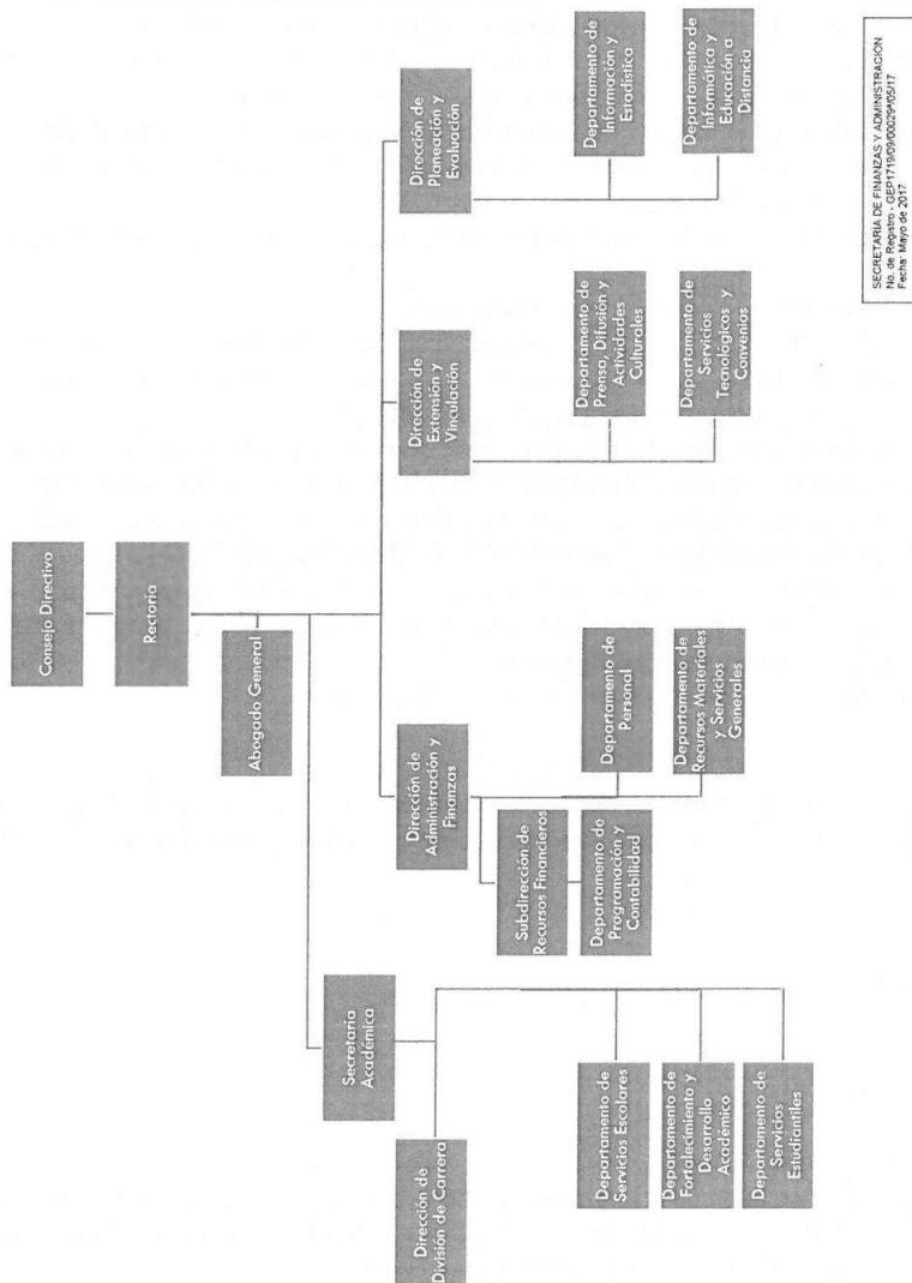 Consejo Directivo
Rectoría
Abogado General
Secretaría
Académica
Dirección de
División de Carrera
Dirección de
Administración y
Finanzas
Dirección de
Extensión y
Vinculación
Dirección de
Planeación y
Evaluación
Subdirección de
Recursos Financieros
Departamento de
Programación y
Contabilidad
Departamento de
Personal
Departamento de
Recursos Materiales
y Servicios
Generales
Departamento de
Servicios Escolares
Departamento de
Fortalecimiento y
Desarrollo
Académico
Departamento de
Servicios
Estudiantiles
Departamento de
Prensa, Difusión y
Actividades
Culturales
Departamento de
Servicios
Tecnológicos y
Convenios
Departamento de
Información y
Estadística
Departamento de
Informática y
Educación a
Distancia
SECRETARÍA DE FINANZAS Y ADMINISTRACIÓN
No. de Registro - GEP1719/09/00029*/05/17
Fecha: Mayo de 2017